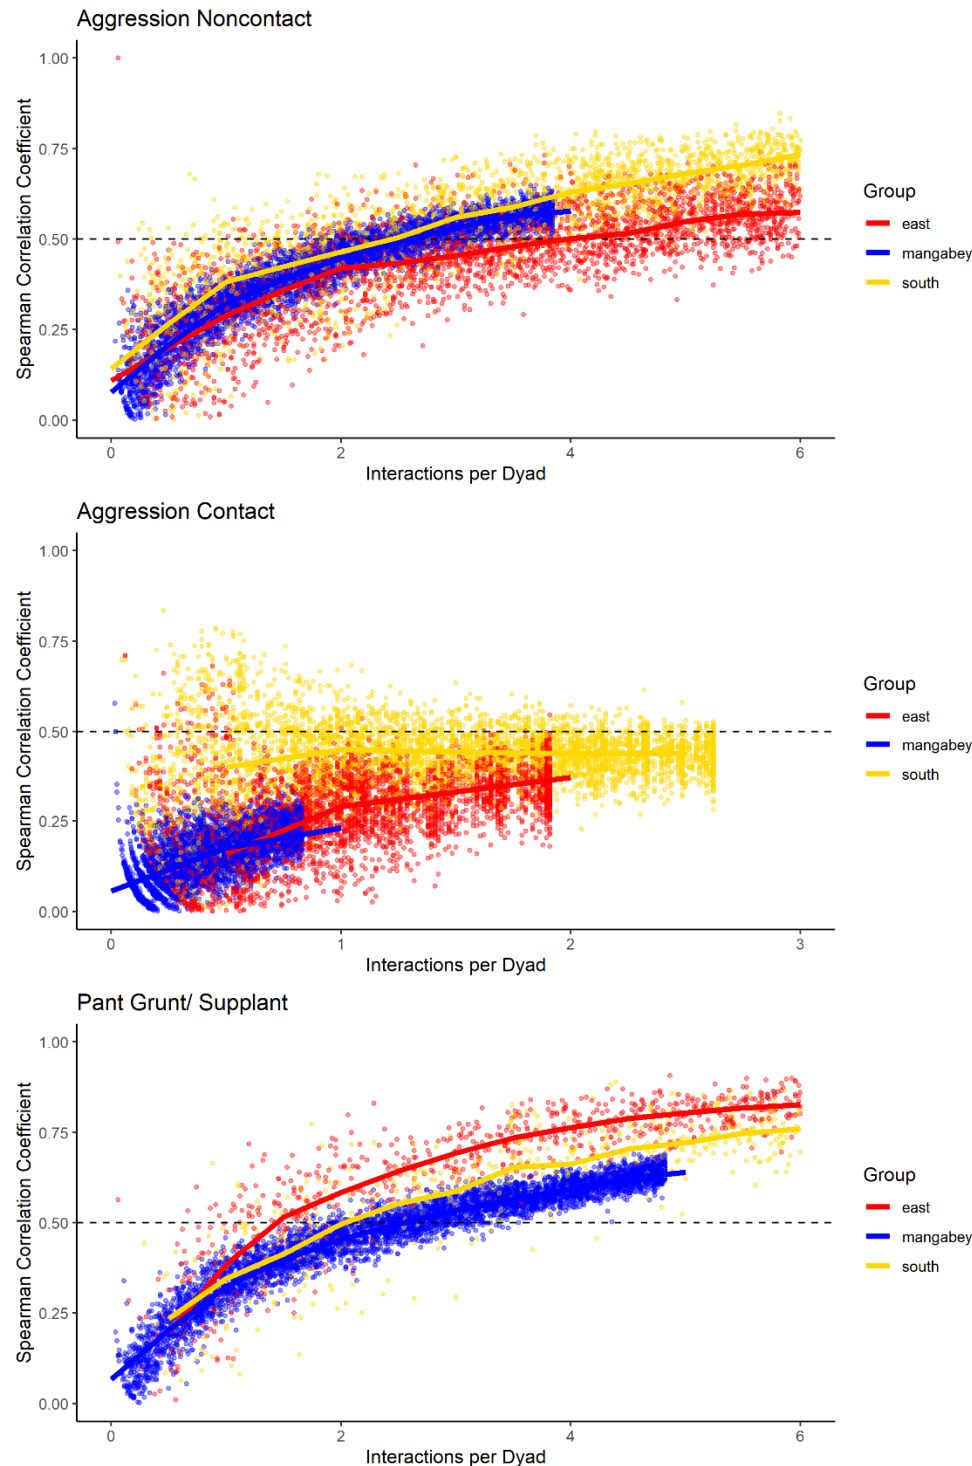 Aggression Noncontact
1.00
0.75
0.50
0.25
0.00
Spearman Correlation Coefficient
0 2 4 6
Interactions per Dyad
Group
east
mangabey
south
Aggression Contact
1.00
0.75
0.50
0.25
0.00
Spearman Correlation Coefficient
0 1 2 3
Interactions per Dyad
Group
east
mangabey
south
Pant Grunt/ Supplant
1.00
0.75
0.50
0.25
0.00
Spearman Correlation Coefficient
0 2 4 6
Interactions per Dyad
Group
east
mangabey
south